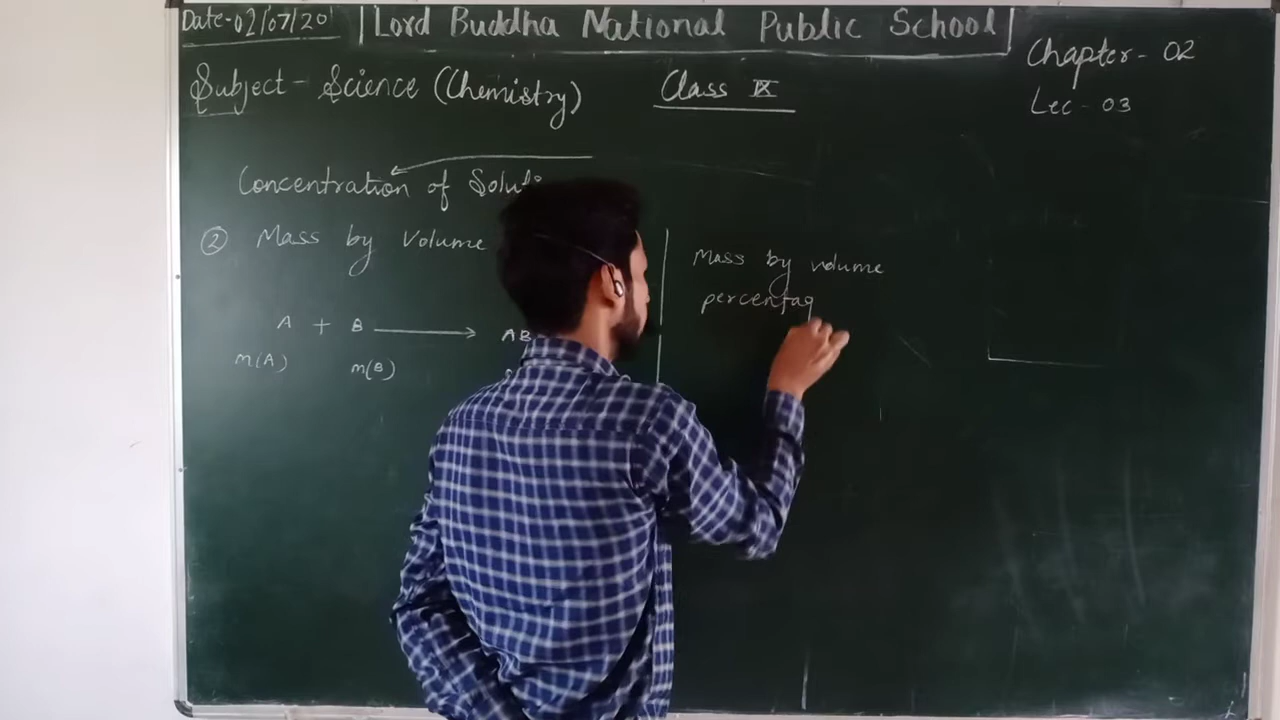 Date-02/07/20
Lord Buddha National Public School
Chapter- 02
Lec - 03
Subject - Science (Chemistry)
Class IX
Concentration of
② Mass by Volume
A + B → AB
m(A) m(B)
Mass by volume
percentag